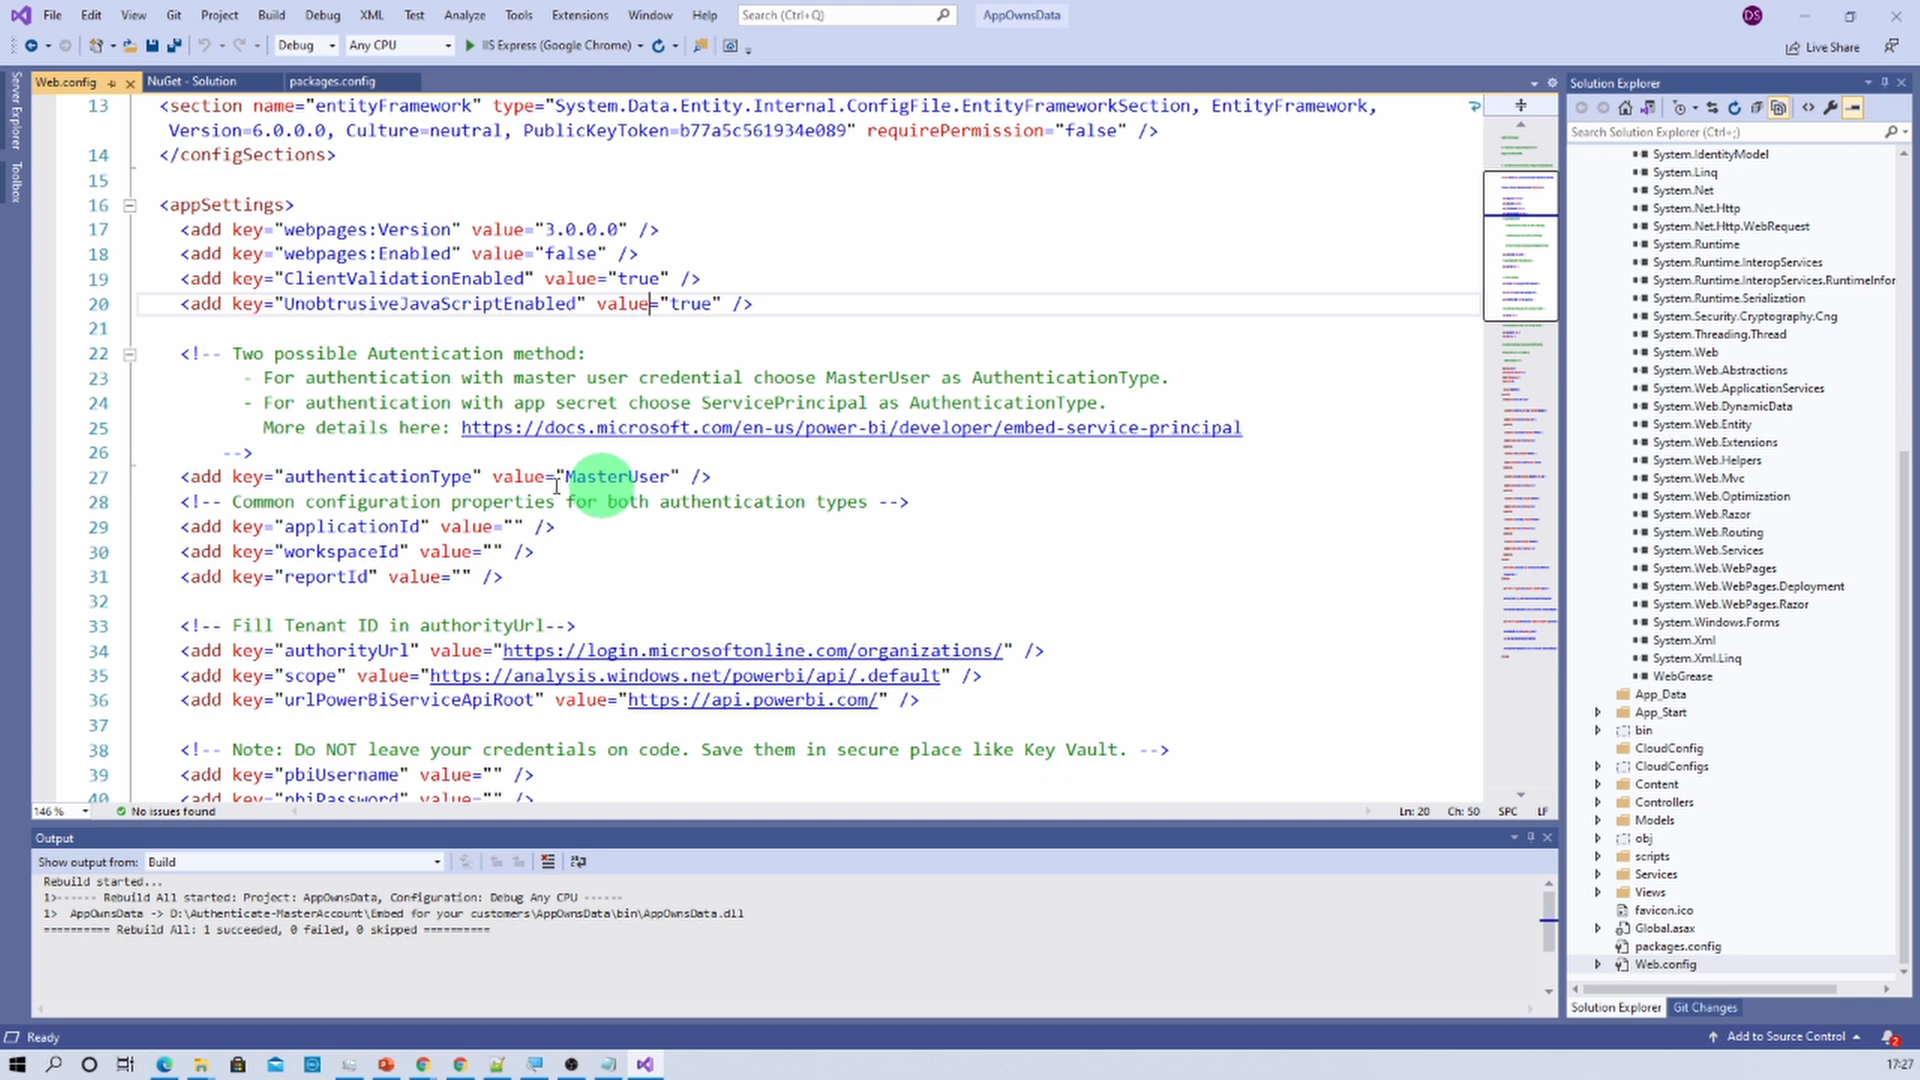 File Edit View Git Project Build Debug XML Test Analyze Tools Extensions Window Help Search (Ctrl+Q) AppOwnsData DS
Debug Any CPU IIS Express (Google Chrome) Live Share
Server Explorer
Toolbox
Web.config NuGet - Solution packages.config
13 <section name="entityFramework" type="System.Data.Entity.Internal.ConfigFile.EntityFrameworkSection, EntityFramework,
Version=6.0.0.0, Culture=neutral, PublicKeyToken=b77a5c561934e089" requirePermission="false" />
14 </configSections>
15
16 <appSettings>
17 <add key="webpages:Version" value="3.0.0.0" />
18 <add key="webpages:Enabled" value="false" />
19 <add key="ClientValidationEnabled" value="true" />
20 <add key="UnobtrusiveJavaScriptEnabled" value="true" />
21
22 <!-- Two possible Autentication method:
23 - For authentication with master user credential choose MasterUser as AuthenticationType.
24 - For authentication with app secret choose ServicePrincipal as AuthenticationType.
25 More details here: https://docs.microsoft.com/en-us/power-bi/developer/embed-service-principal
26 -->
27 <add key="authenticationType" value="MasterUser" />
28 <!-- Common configuration properties for both authentication types -->
29 <add key="applicationId" value="" />
30 <add key="workspaceId" value="" />
31 <add key="reportId" value="" />
32
33 <!-- Fill Tenant ID in authorityUrl-->
34 <add key="authorityUrl" value="https://login.microsoftonline.com/organizations/" />
35 <add key="scope" value="https://analysis.windows.net/powerbi/api/.default" />
36 <add key="urlPowerBiServiceApiRoot" value="https://api.powerbi.com/" />
37
38 <!-- Note: Do NOT leave your credentials on code. Save them in secure place like Key Vault. -->
39 <add key="pbiUsername" value="" />
40 <add key="pbiPassword" value="" />
146 % No issues found Ln: 20 Ch: 50 SPC LF
Output
Show output from: Build
Rebuild started...
1>------ Rebuild All started: Project: AppOwnsData, Configuration: Debug Any CPU ------
1> AppOwnsData -> D:\Authenticate-MasterAccount\Embed for your customers\AppOwnsData\bin\AppOwnsData.dll
========== Rebuild All: 1 succeeded, 0 failed, 0 skipped ==========
Solution Explorer
Search Solution Explorer (Ctrl+;)
System.IdentityModel
System.Linq
System.Net
System.Net.Http
System.Net.Http.WebRequest
System.Runtime
System.Runtime.InteropServices
System.Runtime.InteropServices.RuntimeInfor
System.Runtime.Serialization
System.Security.Cryptography.Cng
System.Threading.Thread
System.Web
System.Web.Abstractions
System.Web.ApplicationServices
System.Web.DynamicData
System.Web.Entity
System.Web.Extensions
System.Web.Helpers
System.Web.Mvc
System.Web.Optimization
System.Web.Razor
System.Web.Routing
System.Web.Services
System.Web.WebPages
System.Web.WebPages.Deployment
System.Web.WebPages.Razor
System.Windows.Forms
System.Xml
System.Xml.Linq
WebGrease
App_Data
App_Start
bin
CloudConfig
CloudConfigs
Content
Controllers
Models
obj
scripts
Services
Views
favicon.ico
Global.asax
packages.config
Web.config
Solution Explorer Git Changes
Ready Add to Source Control 2
17:27